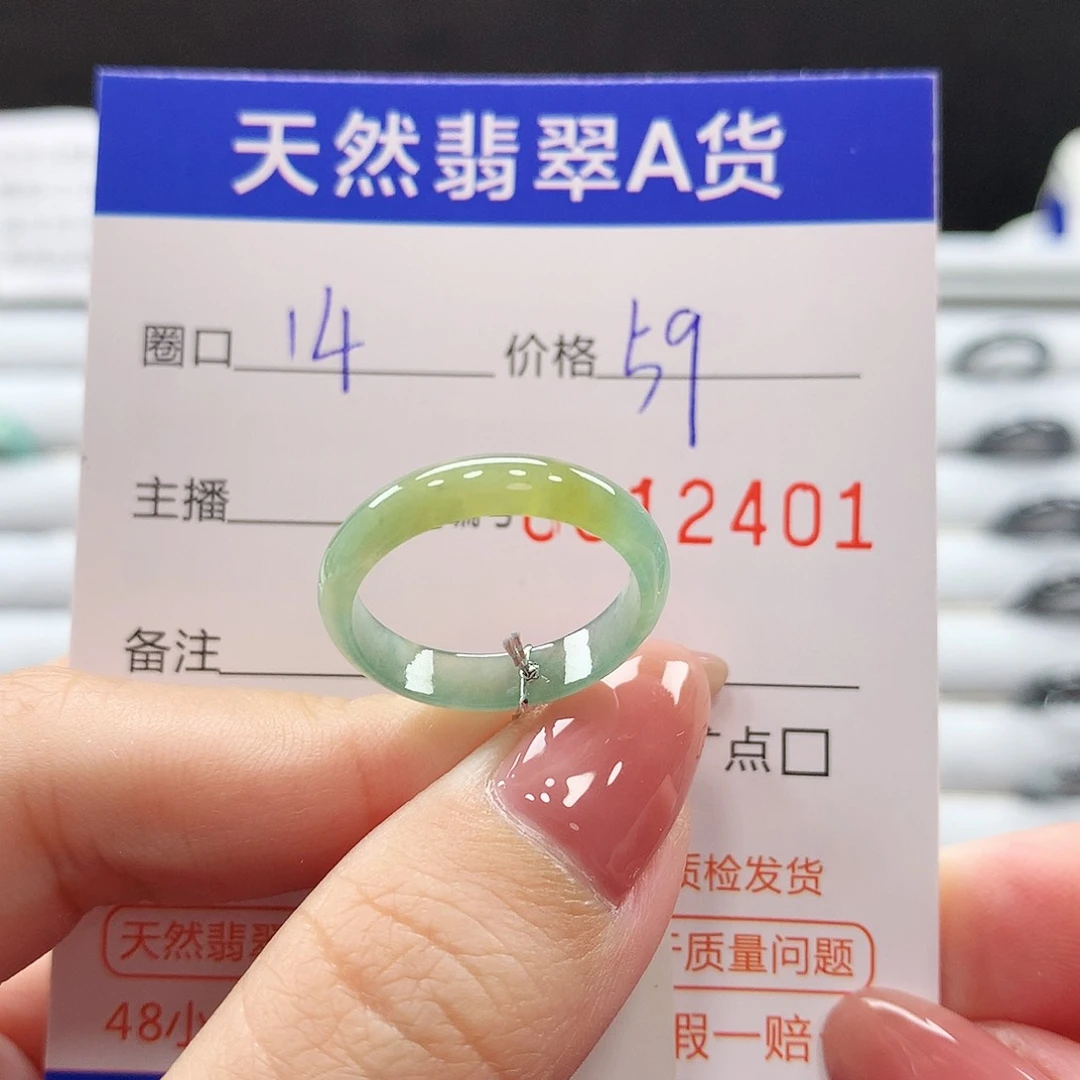 天然翡翠A货
圈口 14 价格 59
主播 12401
备注
点□
质检发货
天然翡翠 质量问题
48小 假一赔